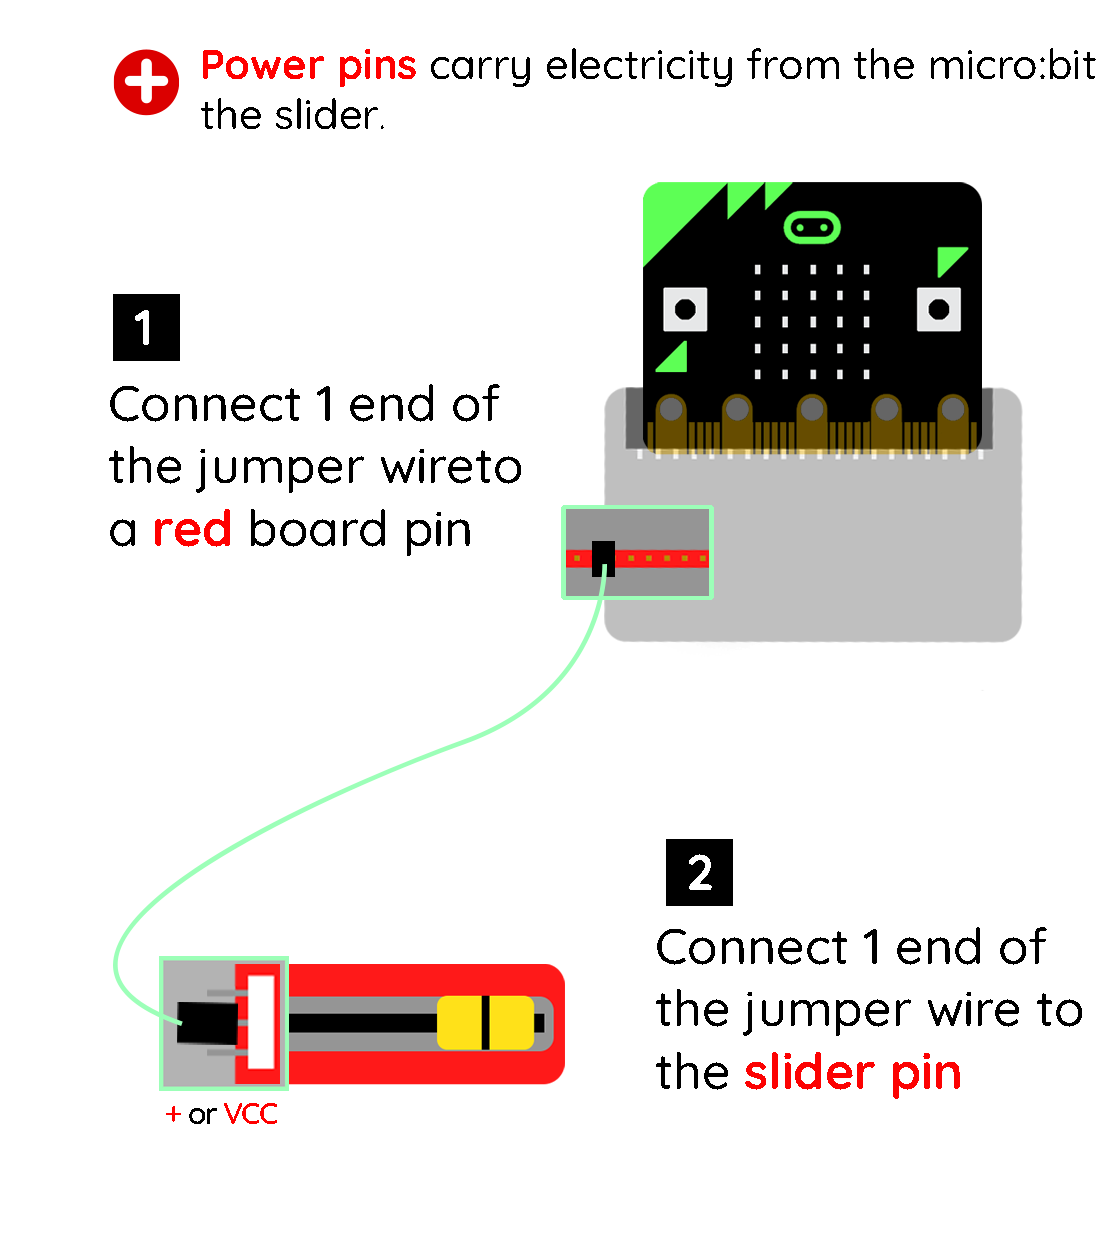 Power pins carry electricity from the micro:bit
the slider.
1
Connect 1 end of
the jumper wireto
a red board pin
2
Connect 1 end of
the jumper wire to
the slider pin
+ or VCC